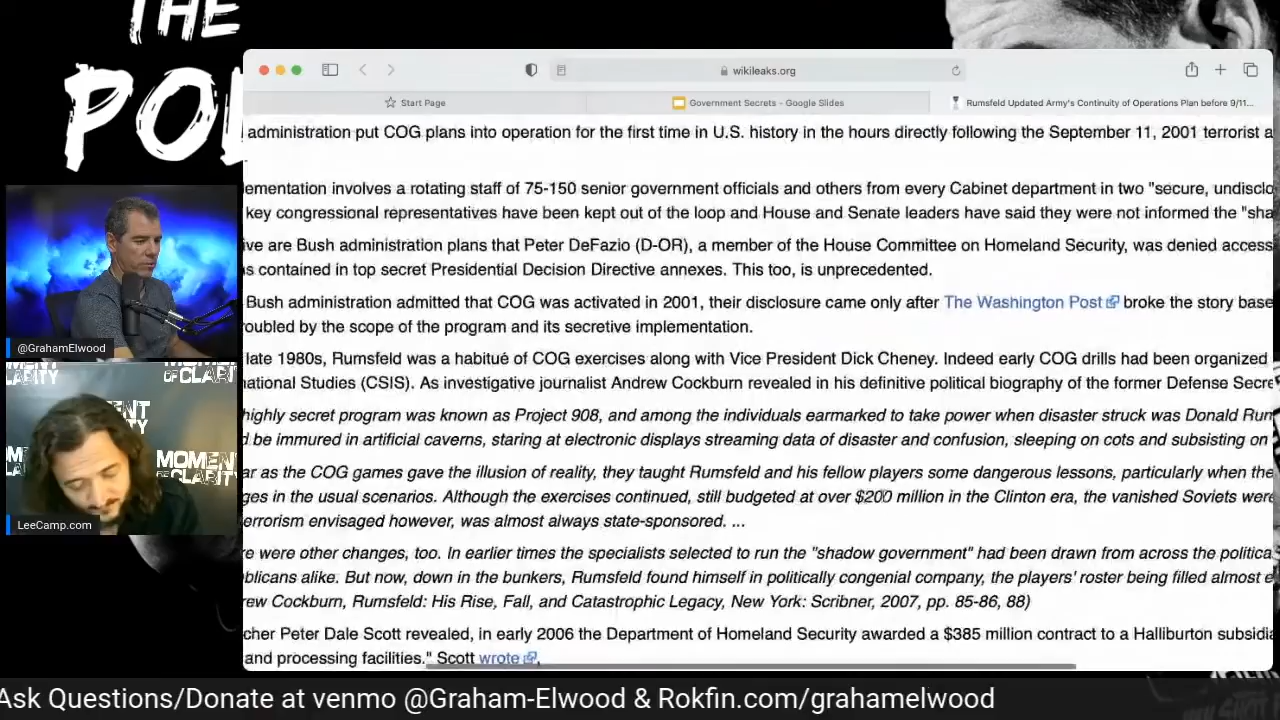 THE
POL
wikileaks.org
Start Page
Government Secrets - Google Slides
Rumsfeld Updated Army's Continuity of Operations Plan before 9/11...
administration put COG plans into operation for the first time in U.S. history in the hours directly following the September 11, 2001 terrorist a
ementation involves a rotating staff of 75-150 senior government officials and others from every Cabinet department in two "secure, undisclo
key congressional representatives have been kept out of the loop and House and Senate leaders have said they were not informed the "sha
ive are Bush administration plans that Peter DeFazio (D-OR), a member of the House Committee on Homeland Security, was denied access
s contained in top secret Presidential Decision Directive annexes. This too, is unprecedented.
Bush administration admitted that COG was activated in 2001, their disclosure came only after The Washington Post broke the story base
oubled by the scope of the program and its secretive implementation.
late 1980s, Rumsfeld was a habitué of COG exercises along with Vice President Dick Cheney. Indeed early COG drills had been organized
national Studies (CSIS). As investigative journalist Andrew Cockburn revealed in his definitive political biography of the former Defense Secre
highly secret program was known as Project 908, and among the individuals earmarked to take power when disaster struck was Donald Rum
d be immured in artificial caverns, staring at electronic displays streaming data of disaster and confusion, sleeping on cots and subsisting on
ar as the COG games gave the illusion of reality, they taught Rumsfeld and his fellow players some dangerous lessons, particularly when the
ges in the usual scenarios. Although the exercises continued, still budgeted at over $200 million in the Clinton era, the vanished Soviets were
errorism envisaged however, was almost always state-sponsored. ...
re were other changes, too. In earlier times the specialists selected to run the "shadow government" had been drawn from across the politica
blicans alike. But now, down in the bunkers, Rumsfeld found himself in politically congenial company, the players' roster being filled almost e
rew Cockburn, Rumsfeld: His Rise, Fall, and Catastrophic Legacy, New York: Scribner, 2007, pp. 85-86, 88)
cher Peter Dale Scott revealed, in early 2006 the Department of Homeland Security awarded a $385 million contract to a Halliburton subsidia
and processing facilities." Scott wrote,
@GrahamElwood
MOMENT
OF CLARITY
MOMEN
OF CLARIT
LeeCamp.com
Ask Questions/Donate at venmo @Graham-Elwood & Rokfin.com/grahamelwood